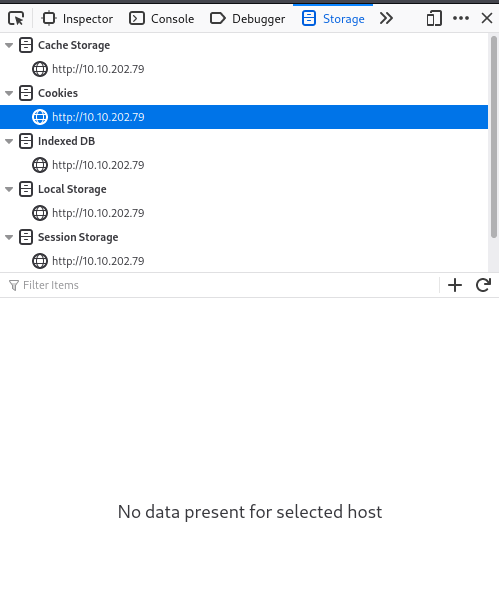 Inspector Console Debugger Storage
Cache Storage
http://10.10.202.79
Cookies
http://10.10.202.79
Indexed DB
http://10.10.202.79
Local Storage
http://10.10.202.79
Session Storage
http://10.10.202.79
Filter Items
No data present for selected host